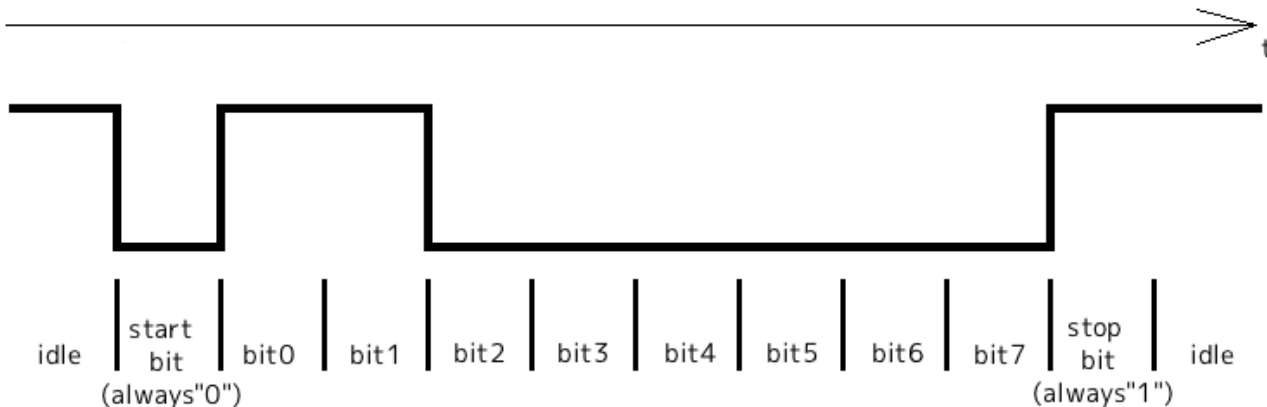 t
idle
start
bit
(always"0")
bit0
bit1
bit2
bit3
bit4
bit5
bit6
bit7
stop
bit
(always"1")
idle